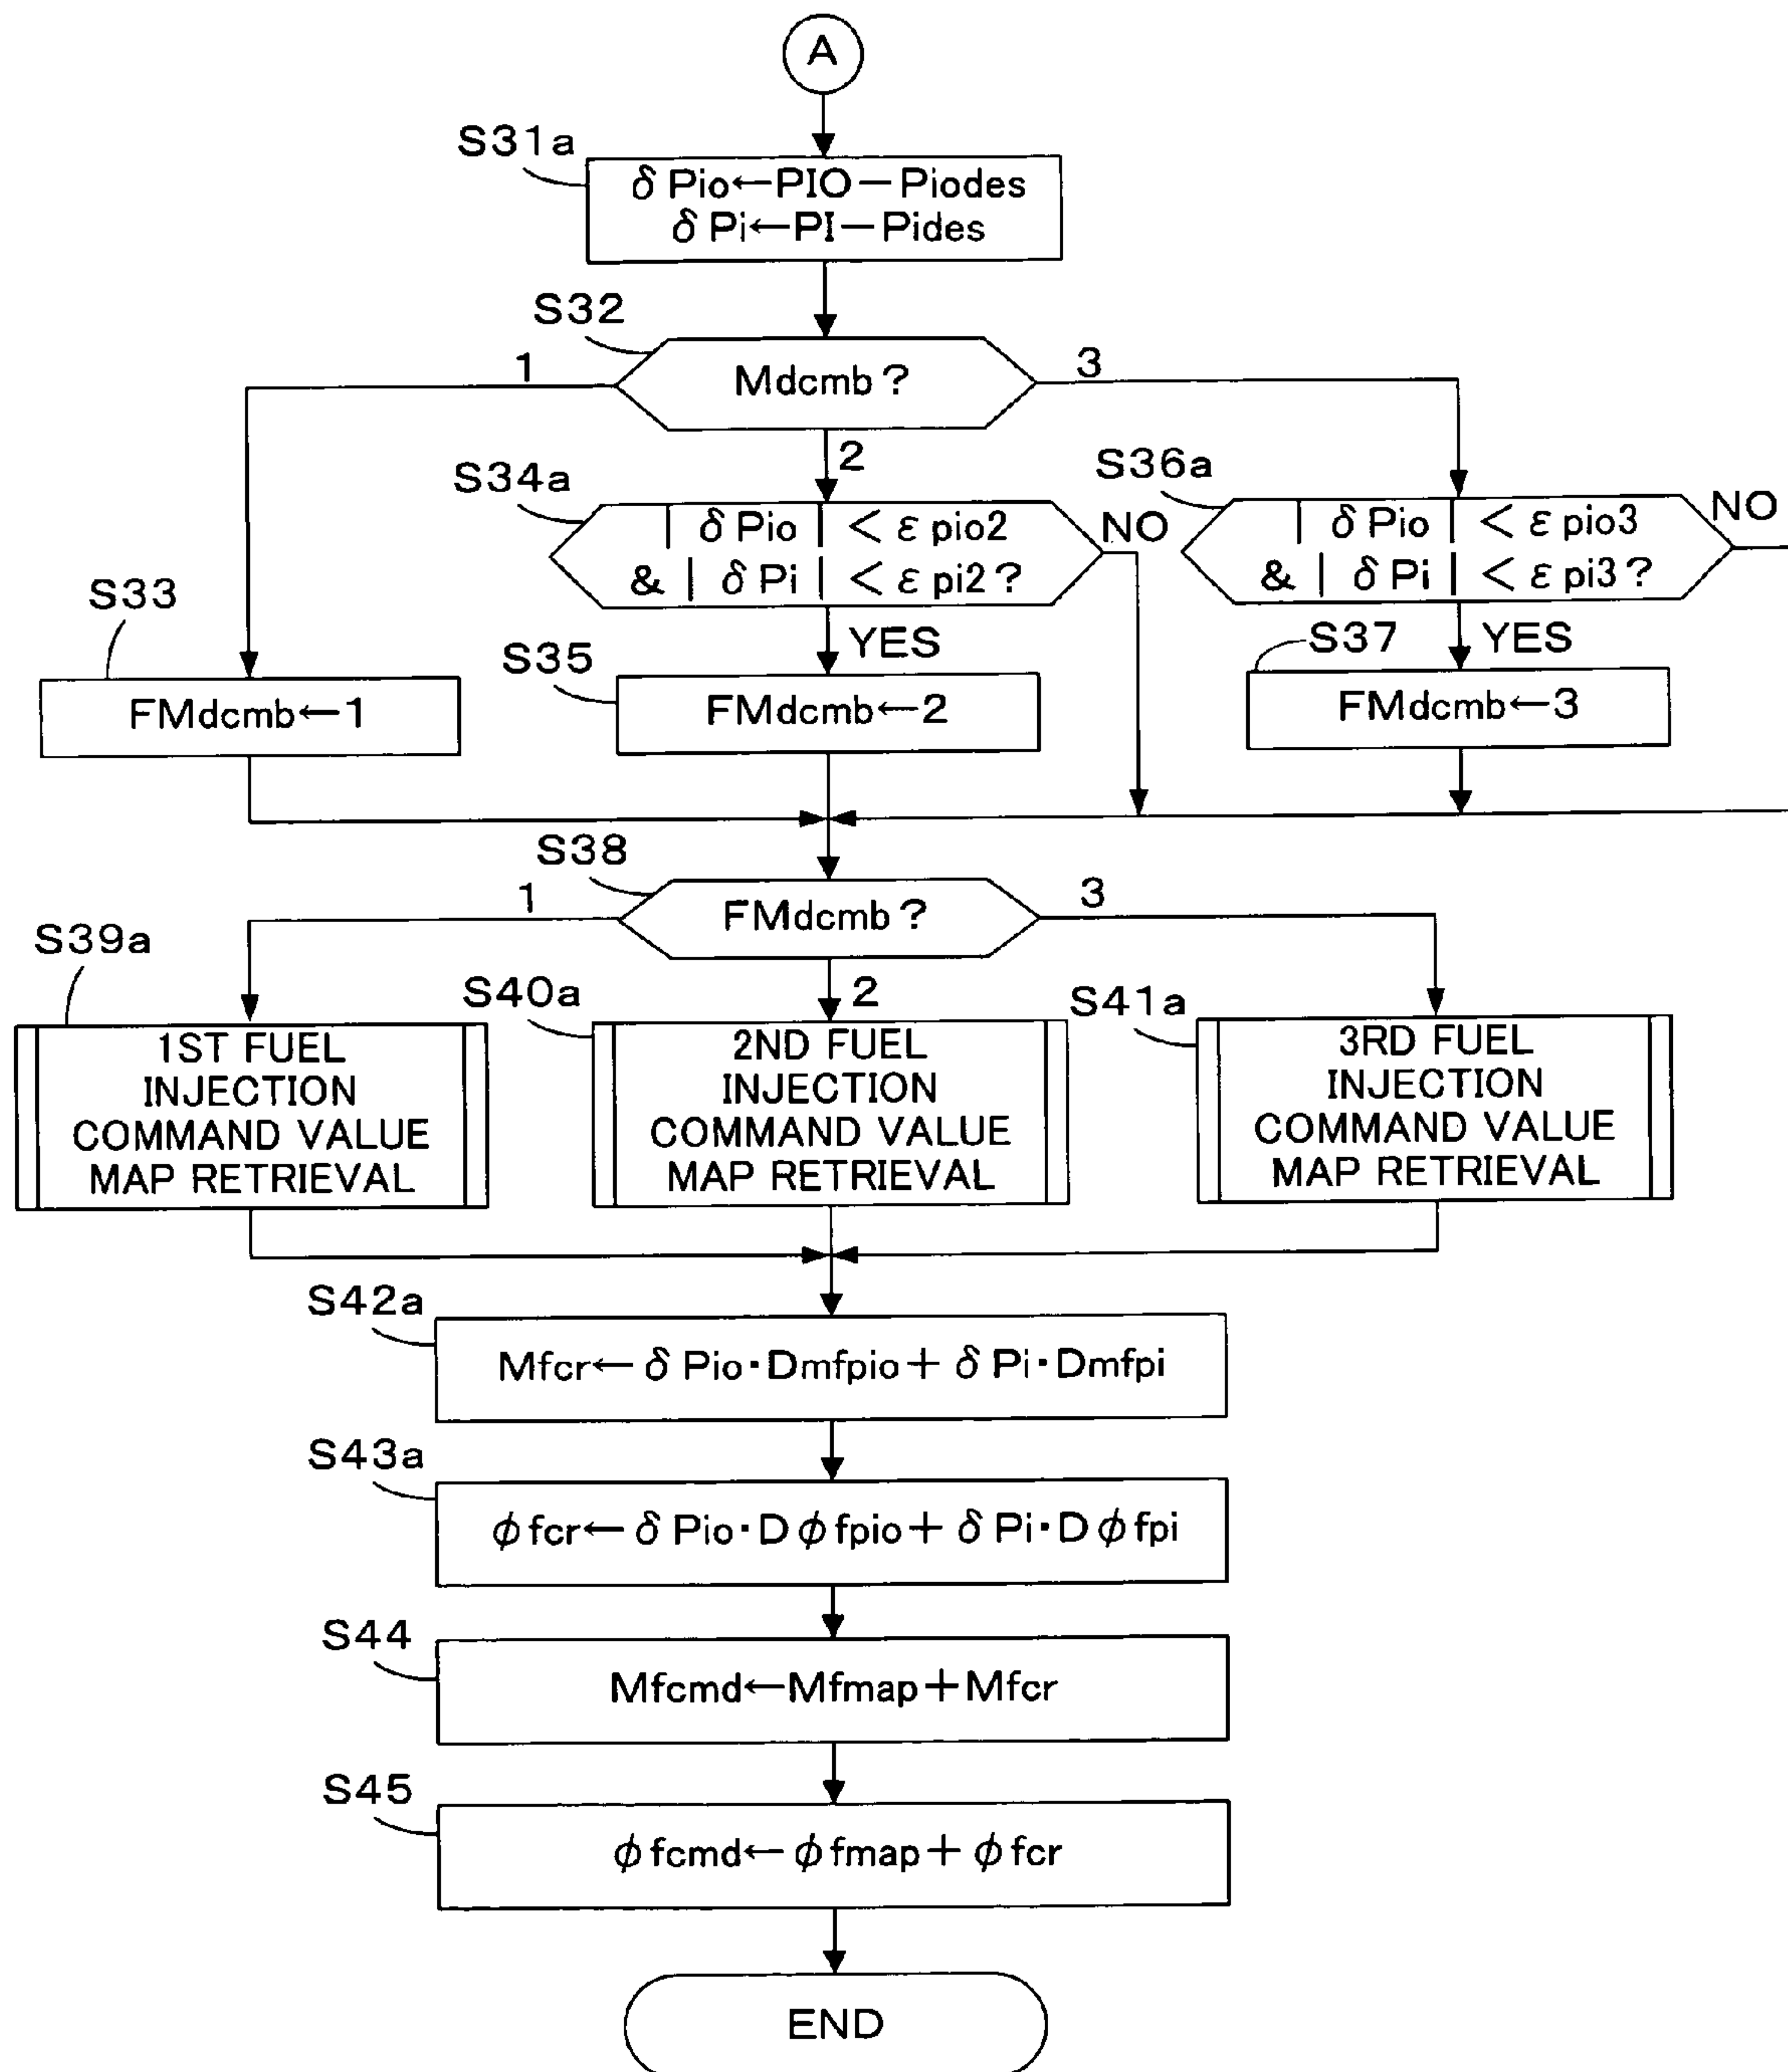 A
S31a
δ Pio←PIO－Piodes
δ Pi←PI－Pides
S32
1
Mdcmb？
3
2
S34a
| δ Pio | ＜ ε pio2
& | δ Pi | ＜ ε pi2？
NO
S36a
| δ Pio | ＜ ε pio3
& | δ Pi | ＜ ε pi3？
NO
YES
YES
S33
FMdcmb←1
S35
FMdcmb←2
S37
FMdcmb←3
S38
1
FMdcmb？
3
2
S39a
1ST FUEL
INJECTION
COMMAND VALUE
MAP RETRIEVAL
S40a
2ND FUEL
INJECTION
COMMAND VALUE
MAP RETRIEVAL
S41a
3RD FUEL
INJECTION
COMMAND VALUE
MAP RETRIEVAL
S42a
Mfcr← δ Pio・Dmfpio＋ δ Pi・Dmfpi
S43a
ϕ fcr← δ Pio・D ϕ fpio＋ δ Pi・D ϕ fpi
S44
Mfcmd←Mfmap＋Mfcr
S45
ϕ fcmd← ϕ fmap＋ ϕ fcr
END